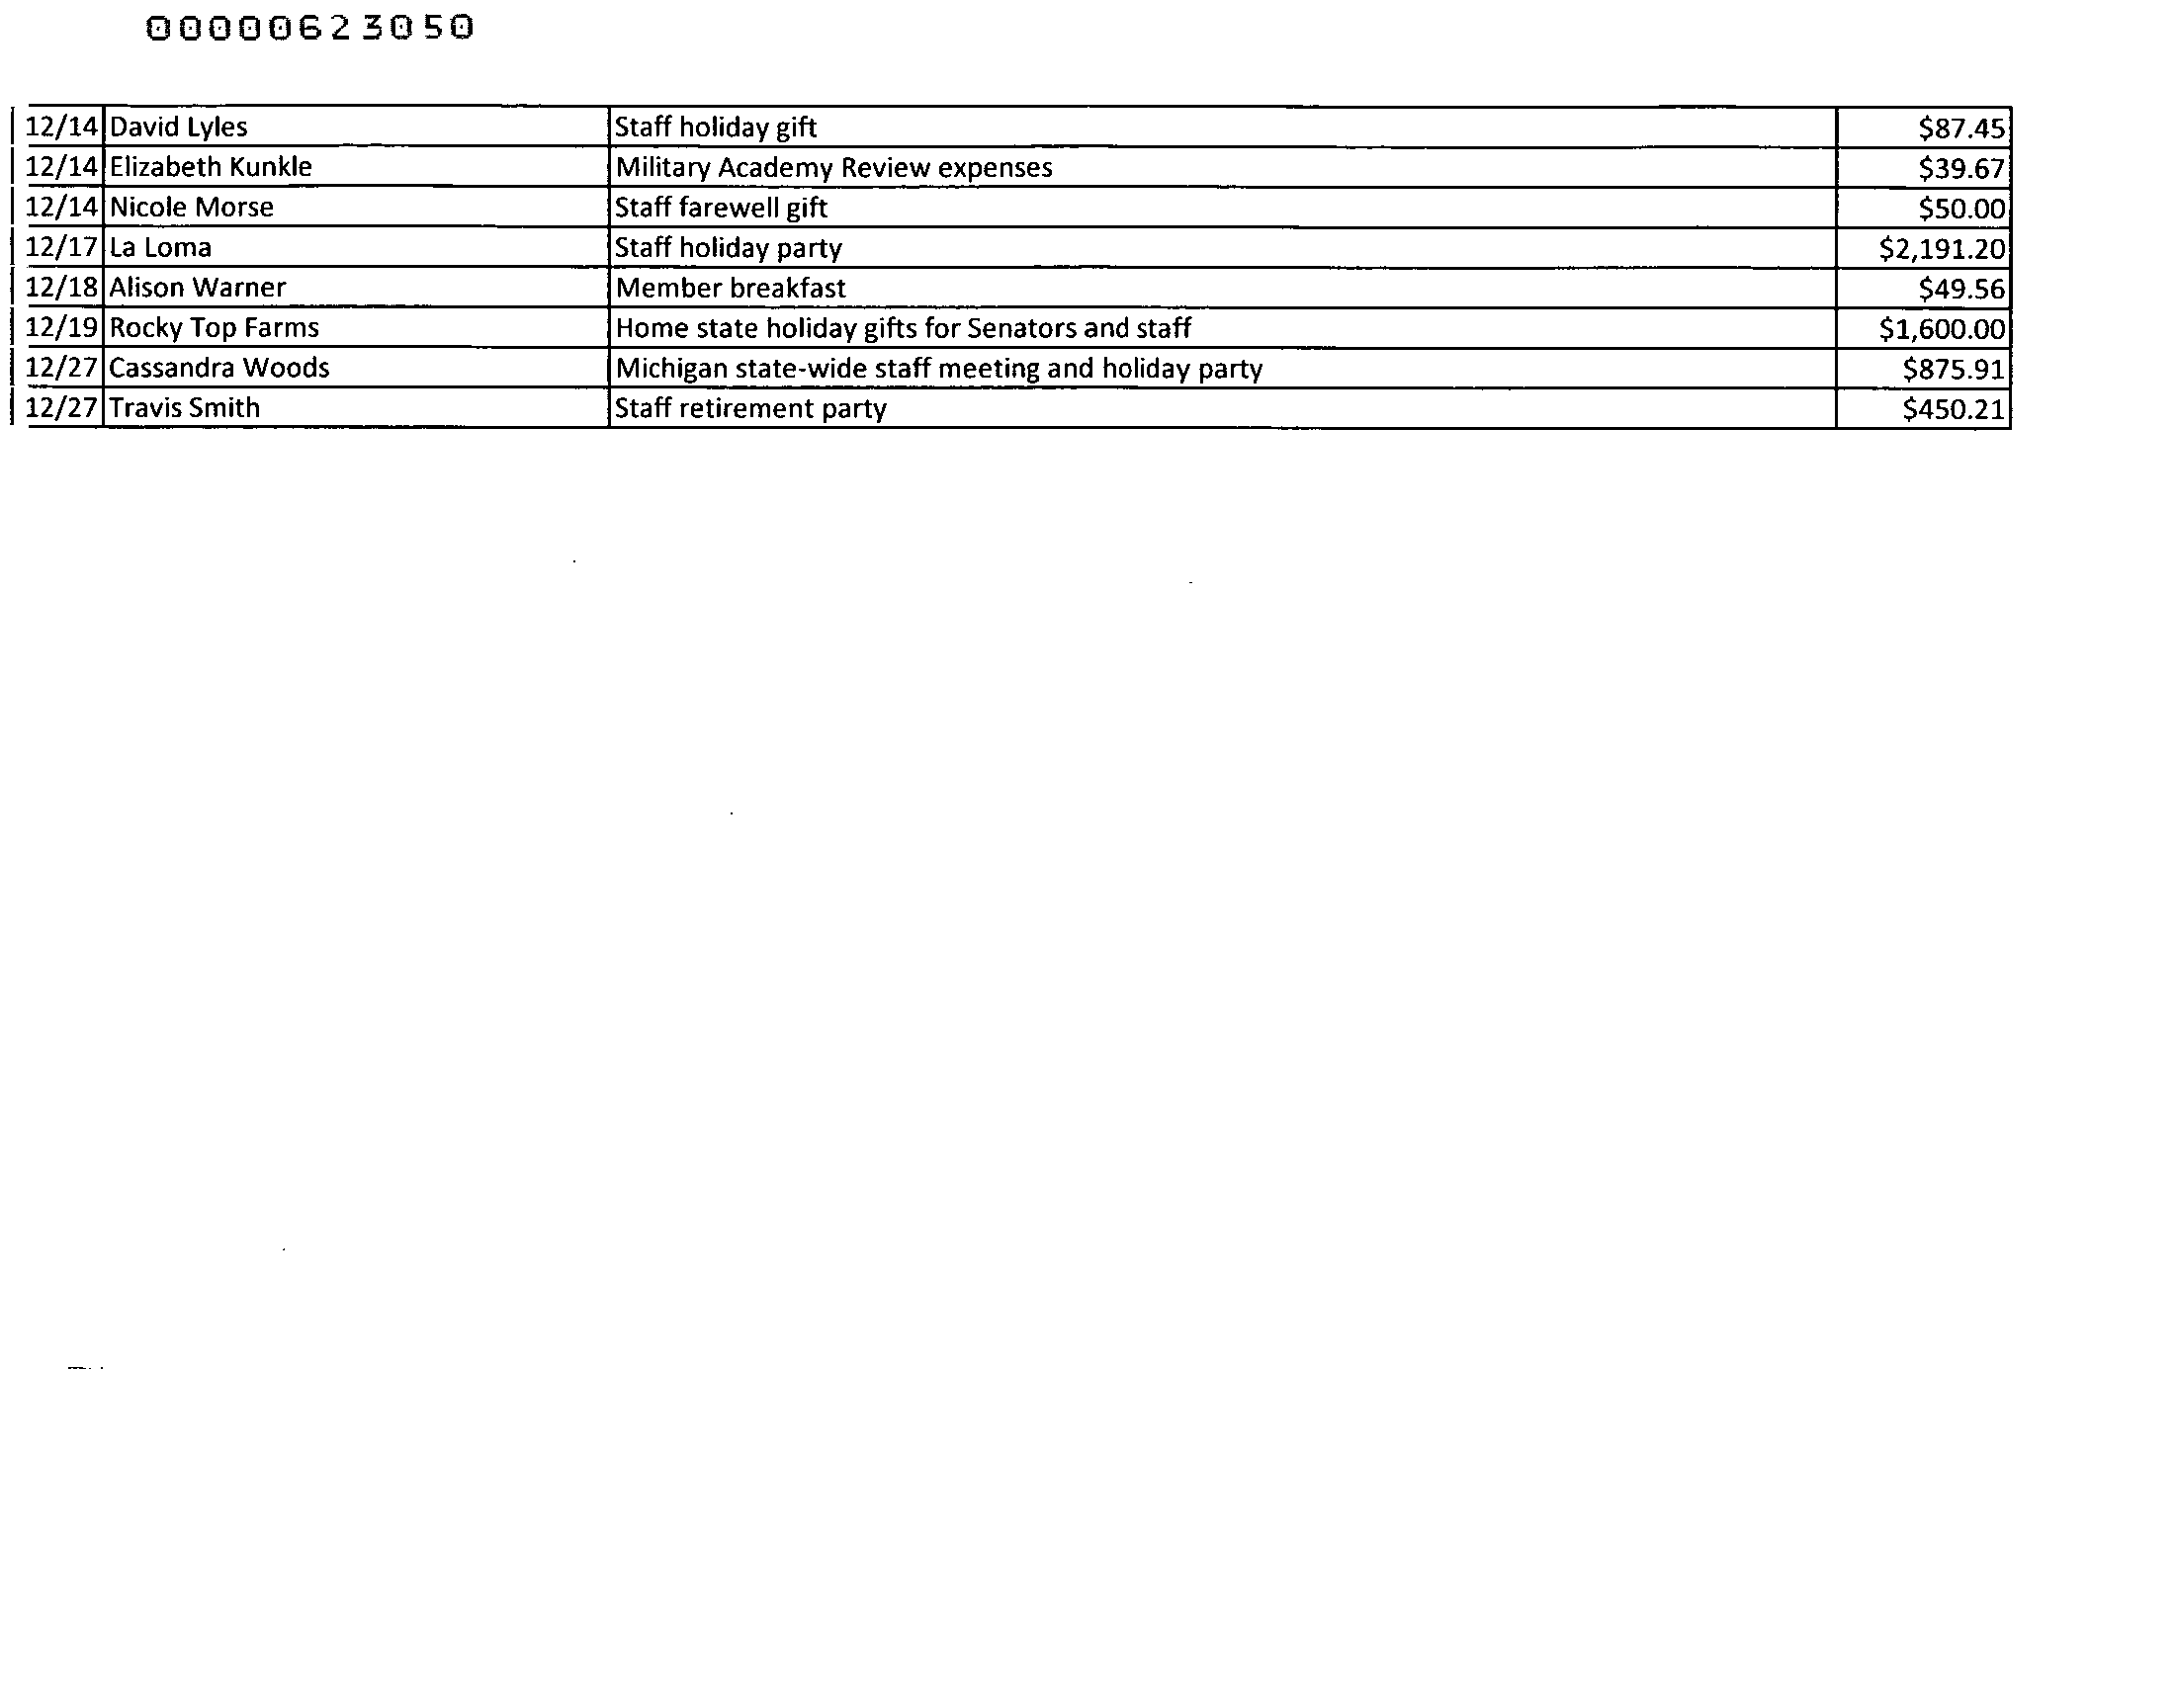 00000623050
12/14 David Lyles Staff holiday gift $87.45
12/14 Elizabeth Kunkle Military Academy Review expenses $39.67
12/14 Nicole Morse Staff farewell gift $50.00
12/17 La Loma Staff holiday party $2,191.20
12/18 Alison Warner Member breakfast $49.56
12/19 Rocky Top Farms Home state holiday gifts for Senators and staff $1,600.00
12/27 Cassandra Woods Michigan state-wide staff meeting and holiday party $875.91
12/27 Travis Smith Staff retirement party $450.21